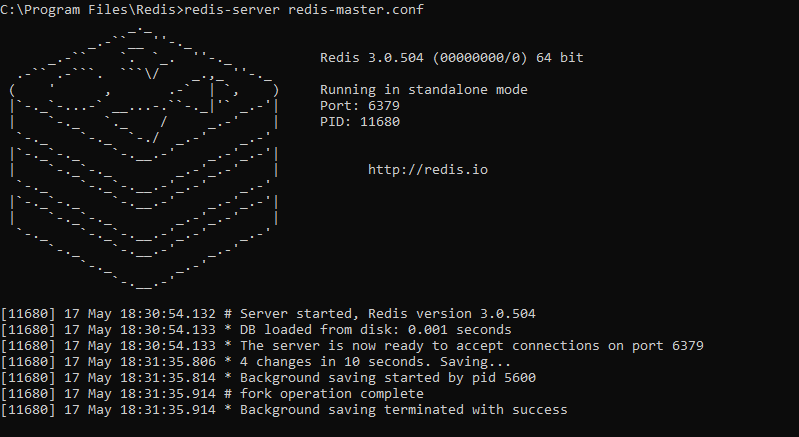 C:\Program Files\Redis>redis-server redis-master.conf
Redis 3.0.504 (00000000/0) 64 bit
Running in standalone mode
Port: 6379
PID: 11680
http://redis.io
[11680] 17 May 18:30:54.132 # Server started, Redis version 3.0.504
[11680] 17 May 18:30:54.133 * DB loaded from disk: 0.001 seconds
[11680] 17 May 18:30:54.133 * The server is now ready to accept connections on port 6379
[11680] 17 May 18:31:35.806 * 4 changes in 10 seconds. Saving...
[11680] 17 May 18:31:35.814 * Background saving started by pid 5600
[11680] 17 May 18:31:35.914 # fork operation complete
[11680] 17 May 18:31:35.914 * Background saving terminated with success